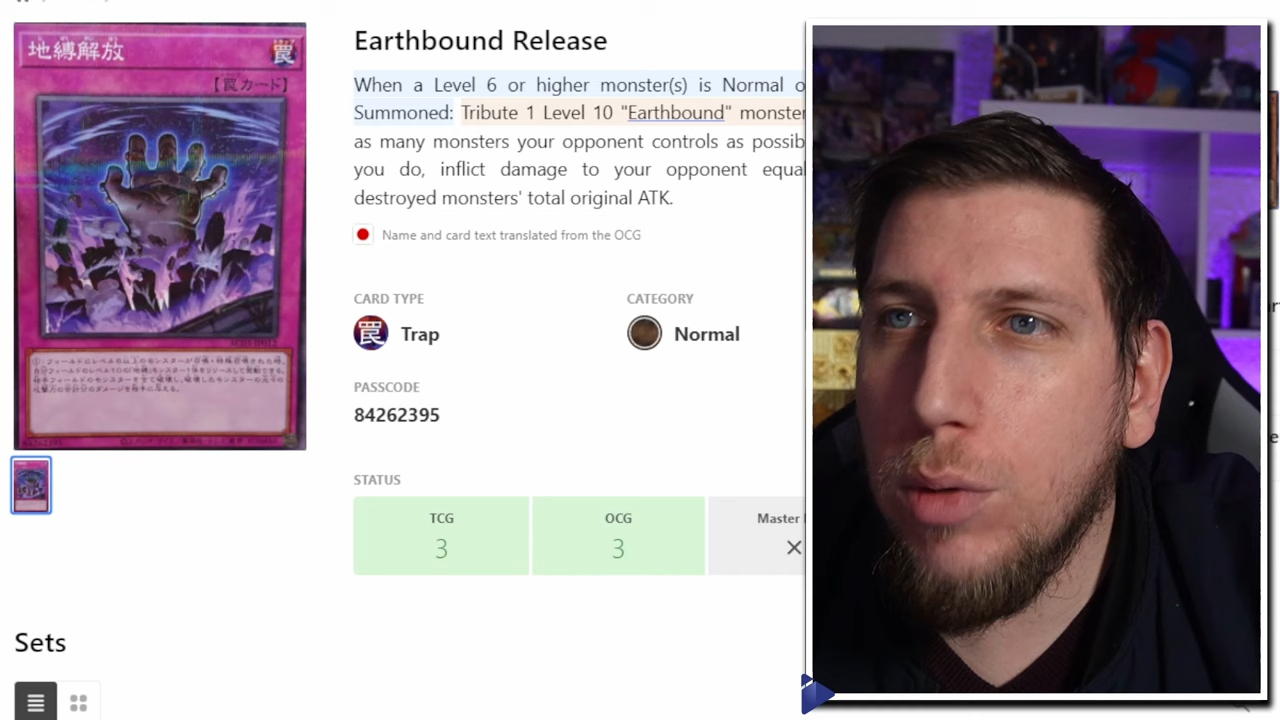 地縛解放
罠
【罠カード】
Earthbound Release
When a Level 6 or higher monster(s) is Normal o
Summoned: Tribute 1 Level 10 "Earthbound" monster
as many monsters your opponent controls as possib
you do, inflict damage to your opponent equal
destroyed monsters' total original ATK.
Name and card text translated from the OCG
CARD TYPE
CATEGORY
罠 Trap
Normal
PASSCODE
84262395
STATUS
TCG
OCG
Master
3
3
Sets